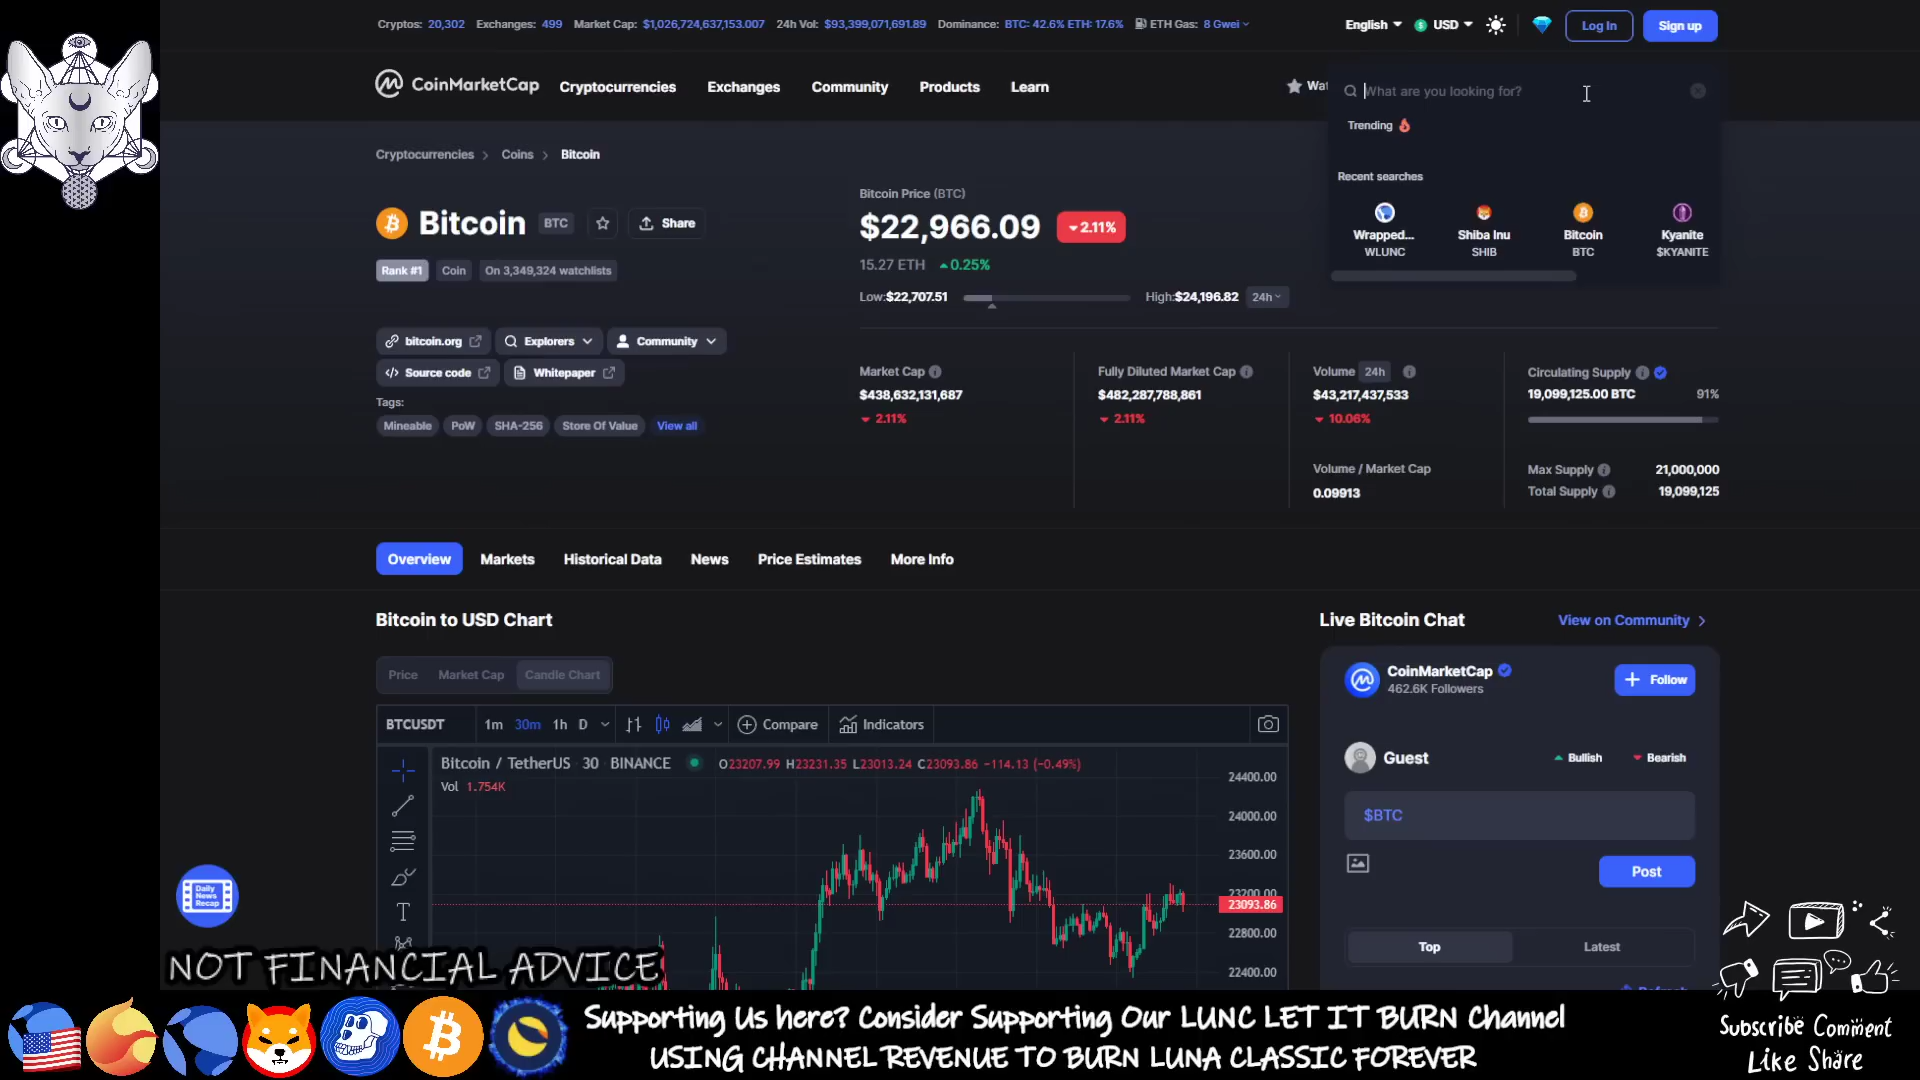 Cryptos: 20,302 Exchanges: 499 Market Cap: $1,026,724,637,153.007 24h Vol: $93,399,071,691.89 Dominance: BTC: 42.6% ETH: 17.6% ETH Gas: 8 Gwei
English USD Log In Sign up
CoinMarketCap Cryptocurrencies Exchanges Community Products Learn
What are you looking for?
Trending
Recent searches
Wrapped... Shiba Inu Bitcoin Kyanite
WLUNC SHIB BTC $KYANITE
Cryptocurrencies Coins Bitcoin
Bitcoin BTC Share
Rank #1 Coin On 3,349,324 watchlists
Bitcoin Price (BTC)
$22,966.09 2.11%
15.27 ETH 0.25%
Low:$22,707.51 High:$24,196.82 24h
bitcoin.org Explorers Community
Source code Whitepaper
Tags:
Mineable PoW SHA-256 Store Of Value View all
Market Cap
$438,632,131,687
2.11%
Fully Diluted Market Cap
$482,287,788,861
2.11%
Volume 24h
$43,217,437,533
10.06%
Volume / Market Cap
0.09913
Circulating Supply
19,099,125.00 BTC 91%
Max Supply 21,000,000
Total Supply 19,099,125
Overview Markets Historical Data News Price Estimates More Info
Bitcoin to USD Chart
Price Market Cap Candle Chart
BTCUSDT 1m 30m 1h D Compare Indicators
Bitcoin / TetherUS 30 BINANCE O23207.99 H23231.35 L23013.24 C23093.86 −114.13 (−0.49%)
Vol 1.754K
24400.00
24000.00
23600.00
23200.00
23093.86
22800.00
22400.00
Live Bitcoin Chat View on Community
CoinMarketCap
462.6K Followers
Follow
Guest Bullish Bearish
$BTC
Post
Top Latest
Daily
News
Recap
NOT FINANCIAL ADVICE
Supporting Us here? Consider Supporting Our LUNC LET IT BURN Channel
USING CHANNEL REVENUE TO BURN LUNA CLASSIC FOREVER
Subscribe Comment
Like Share